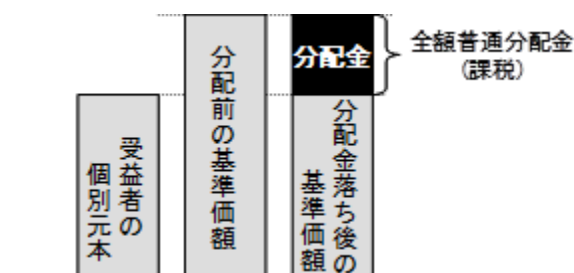 受益者の
個別元本
分配前の基準価額
分配金
分配金落ち後の
基準価額
全額普通分配金
(課税)